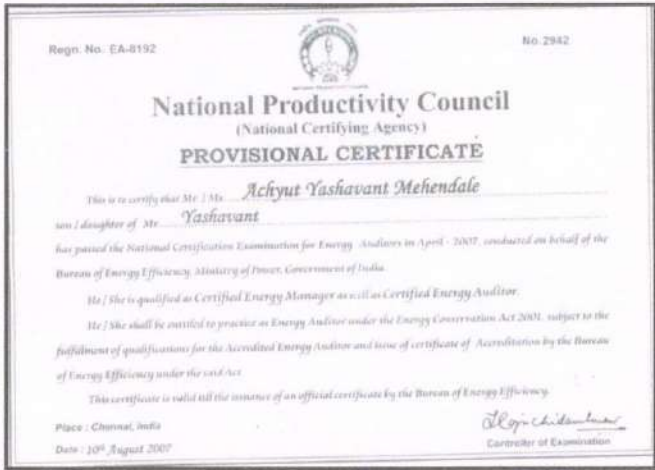 Regn. No. EA-8192
No. 2942
National Productivity Council
(National Certifying Agency)
PROVISIONAL CERTIFICATE
This is to certify that Mr. / Ms. Achyut Yashavant Mehendale
son / daughter of Mr. Yashavant
has passed the National Certification Examination for Energy Auditors in April - 2007, conducted on behalf of the
Bureau of Energy Efficiency, Ministry of Power, Government of India.
He / She is qualified as Certified Energy Manager as well as Certified Energy Auditor.
He / She shall be entitled to practice as Energy Auditor under the Energy Conservation Act 2001, subject to the
fulfilment of qualifications for the Accredited Energy Auditor and issue of certificate of Accreditation by the Bureau
of Energy Efficiency under the said Act.
This certificate is valid till the issuance of an official certificate by the Bureau of Energy Efficiency.
Place : Chennai, India
Date : 10th August 2007
Controller of Examination